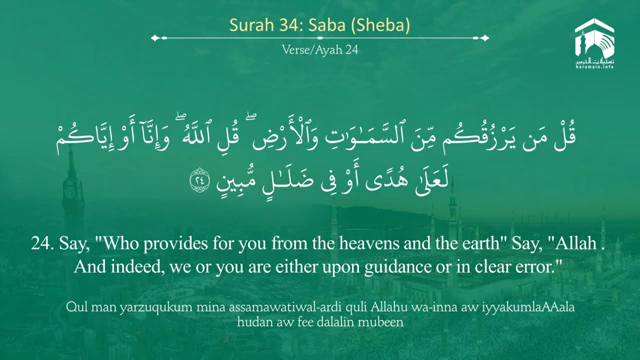 Surah 34: Saba (Sheba)
Verse/Ayah 24
haramain.info
قُلْ مَن يَرْزُقُكُم مِّنَ ٱلسَّمَـٰوَٰتِ وَٱلْأَرْضِ ۖ قُلِ ٱللَّهُ ۖ وَإِنَّآ أَوْ إِيَّاكُمْ
لَعَلَىٰ هُدًى أَوْ فِى ضَلَـٰلٍ مُّبِينٍ ٢٤
24. Say, "Who provides for you from the heavens and the earth" Say, "Allah .
And indeed, we or you are either upon guidance or in clear error."
Qul man yarzuqukum mina assamawatiwal-ardi quli Allahu wa-inna aw iyyakumlaAAala
hudan aw fee dalalin mubeen